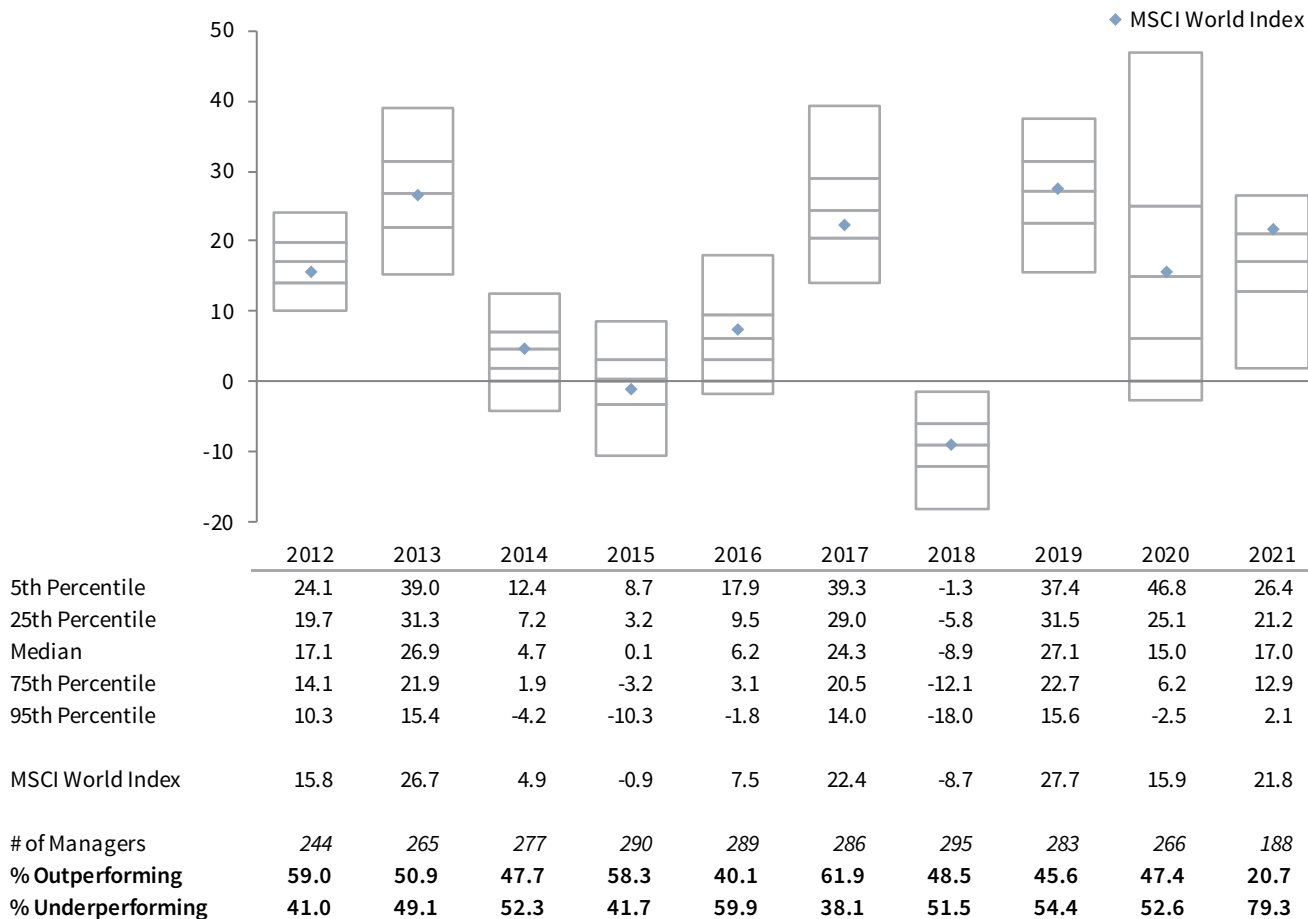 MSCI World Index
50
40
30
20
10
0
-10
-20
2012 2013 2014 2015 2016 2017 2018 2019 2020 2021
5th Percentile 24.1 39.0 12.4 8.7 17.9 39.3 -1.3 37.4 46.8 26.4
25th Percentile 19.7 31.3 7.2 3.2 9.5 29.0 -5.8 31.5 25.1 21.2
Median 17.1 26.9 4.7 0.1 6.2 24.3 -8.9 27.1 15.0 17.0
75th Percentile 14.1 21.9 1.9 -3.2 3.1 20.5 -12.1 22.7 6.2 12.9
95th Percentile 10.3 15.4 -4.2 -10.3 -1.8 14.0 -18.0 15.6 -2.5 2.1
MSCI World Index 15.8 26.7 4.9 -0.9 7.5 22.4 -8.7 27.7 15.9 21.8
# of Managers 244 265 277 290 289 286 295 283 266 188
% Outperforming 59.0 50.9 47.7 58.3 40.1 61.9 48.5 45.6 47.4 20.7
% Underperforming 41.0 49.1 52.3 41.7 59.9 38.1 51.5 54.4 52.6 79.3